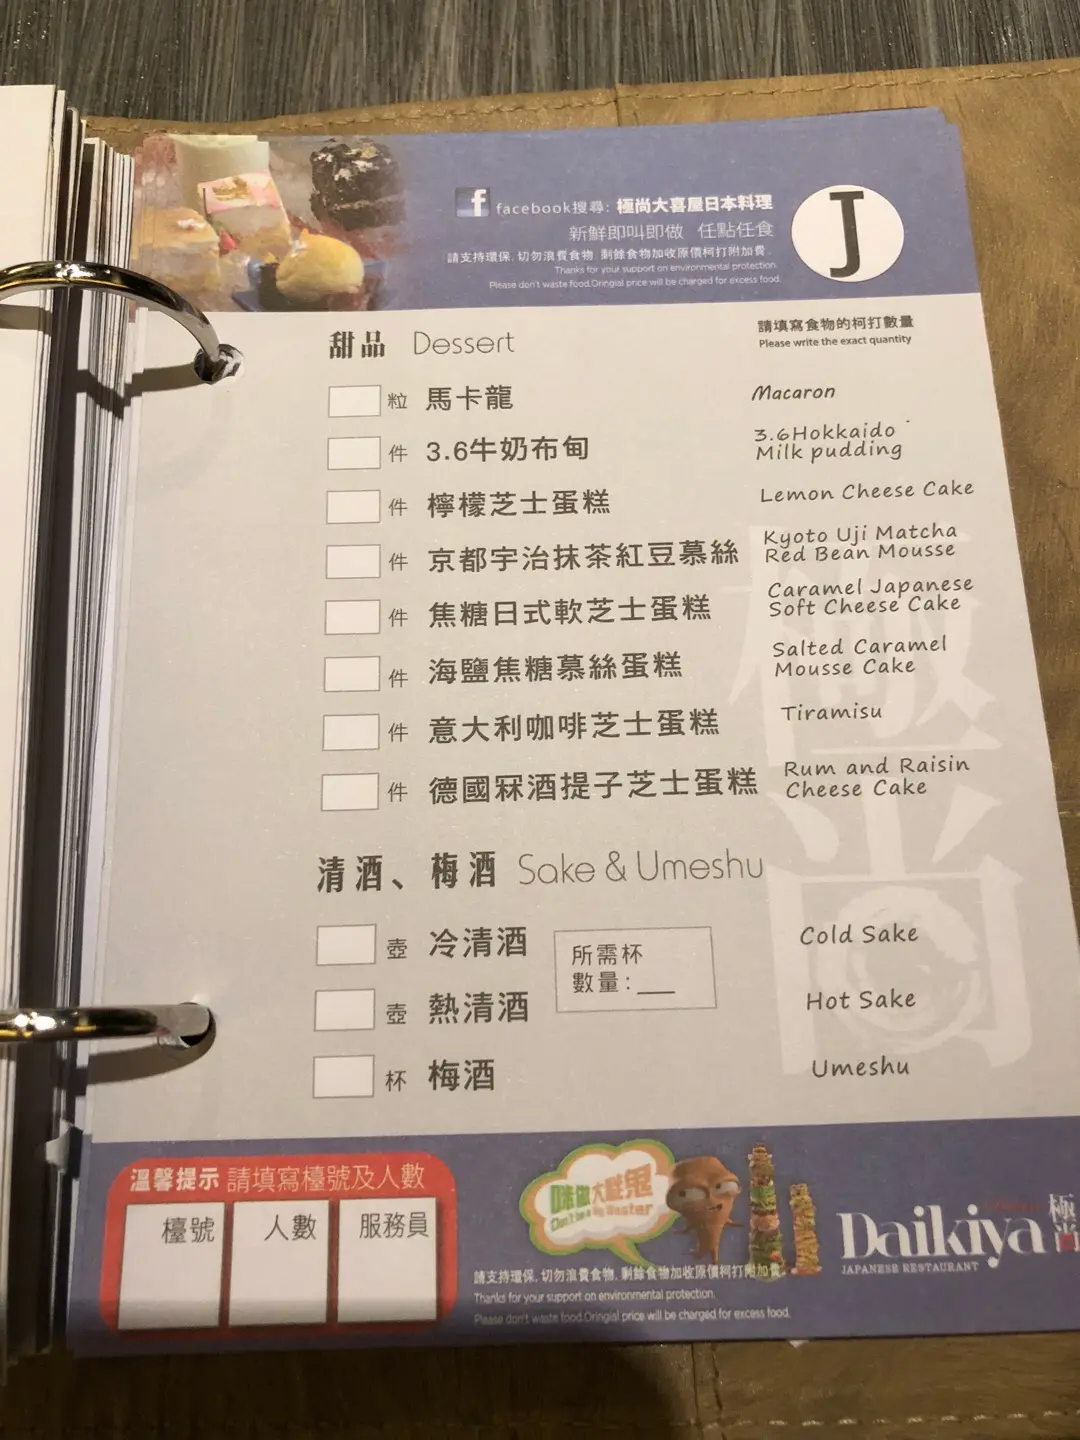 facebook搜尋: 極尚大喜屋日本料理
新鮮即叫即做 任點任食
請支持環保, 切勿浪費食物, 剩餘食物加收原價柯打附加費.
Thanks for your support on environmental protection.
Please don't waste food.Oringial price will be charged for excess food.
J
甜品 Dessert
請填寫食物的柯打數量
Please write the exact quantity
粒 馬卡龍 Macaron
件 3.6牛奶布甸 3.6Hokkaido
Milk pudding
件 檸檬芝士蛋糕 Lemon Cheese Cake
件 京都宇治抹茶紅豆慕絲 Kyoto Uji Matcha
Red Bean Mousse
件 焦糖日式軟芝士蛋糕 Caramel Japanese
Soft Cheese Cake
件 海鹽焦糖慕絲蛋糕 Salted Caramel
Mousse Cake
件 意大利咖啡芝士蛋糕 Tiramisu
件 德國冧酒提子芝士蛋糕 Rum and Raisin
Cheese Cake
極尚
清酒、梅酒 Sake & Umeshu
壺 冷清酒 Cold Sake
所需杯
數量: ___
壺 熱清酒 Hot Sake
杯 梅酒 Umeshu
溫馨提示 請填寫檯號及人數
檯號 人數 服務員
咪做大嘥鬼
Don't be a Big Waster
請支持環保, 切勿浪費食物, 剩餘食物加收原價柯打附加費.
Thanks for your support on environmental protection.
Please don't waste food.Oringial price will be charged for excess food.
Daikiya 極尚
JAPANESE RESTAURANT